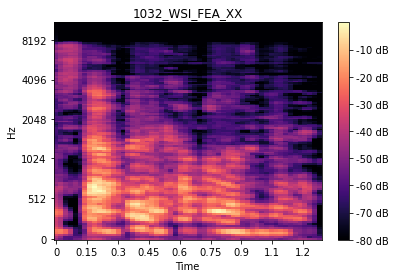 1032_WSI_FEA_XX
8192
4096
2048
1024
512
0
Hz
0 0.15 0.3 0.45 0.6 0.75 0.9 1.1 1.2
Time
-10 dB
-20 dB
-30 dB
-40 dB
-50 dB
-60 dB
-70 dB
-80 dB